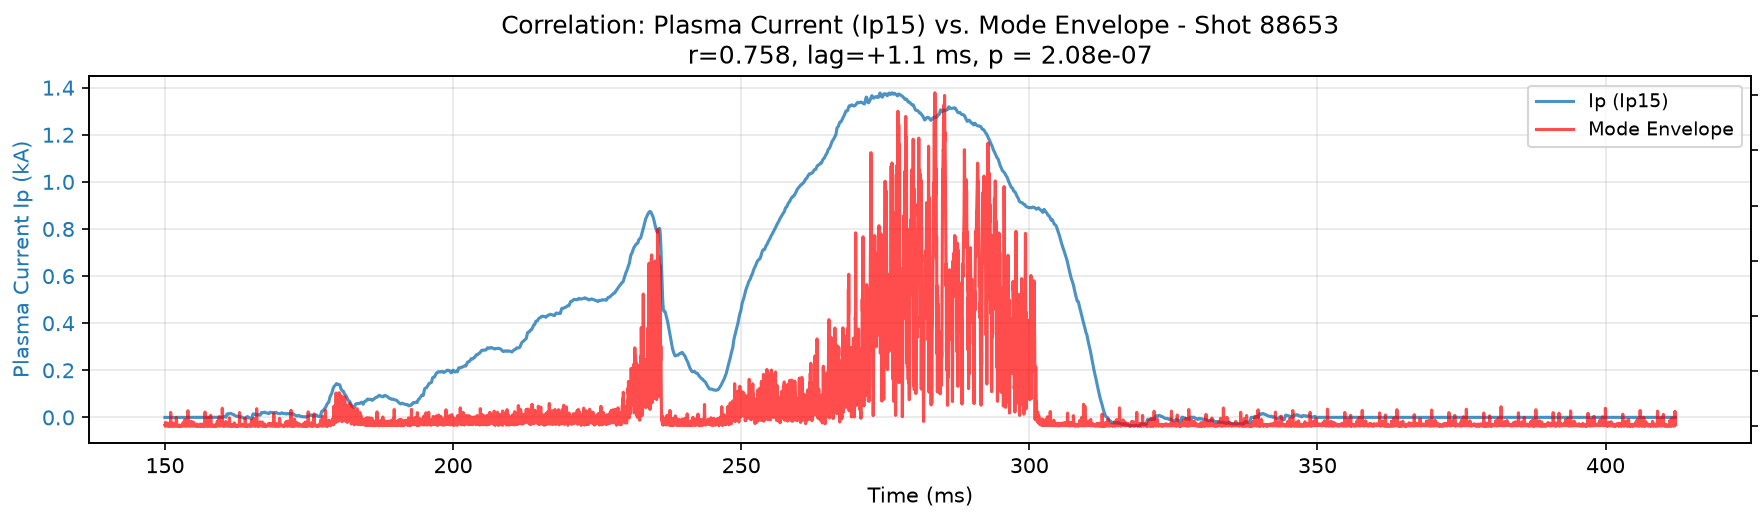 Correlation: Plasma Current (Ip15) vs. Mode Envelope - Shot 88653
r=0.758, lag=+1.1 ms, p = 2.08e-07
Plasma Current Ip (kA)
1.4
1.2
1.0
0.8
0.6
0.4
0.2
0.0
Ip (Ip15)
Mode Envelope
150
200
250
300
350
400
Time (ms)